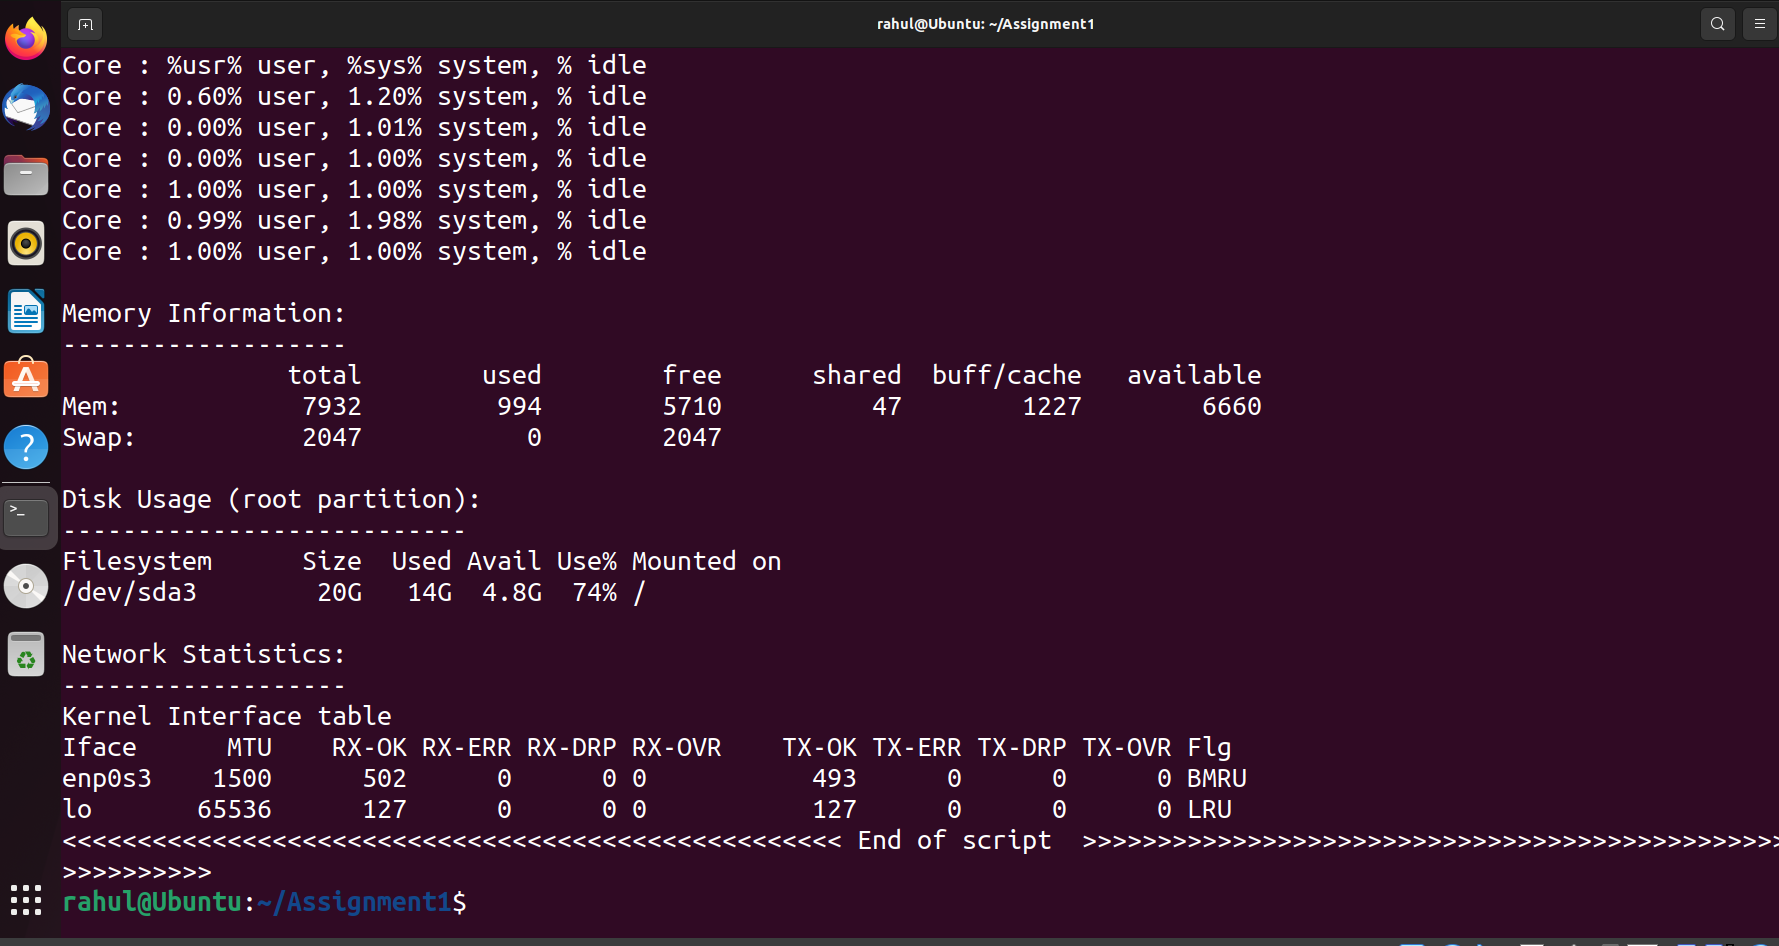 rahul@Ubuntu: ~/Assignment1
Core : %usr% user, %sys% system, % idle
Core : 0.60% user, 1.20% system, % idle
Core : 0.00% user, 1.01% system, % idle
Core : 0.00% user, 1.00% system, % idle
Core : 1.00% user, 1.00% system, % idle
Core : 0.99% user, 1.98% system, % idle
Core : 1.00% user, 1.00% system, % idle
Memory Information:
-------------------
total used free shared buff/cache available
Mem: 7932 994 5710 47 1227 6660
Swap: 2047 0 2047
Disk Usage (root partition):
---------------------------
Filesystem Size Used Avail Use% Mounted on
/dev/sda3 20G 14G 4.8G 74% /
Network Statistics:
-------------------
Kernel Interface table
Iface MTU RX-OK RX-ERR RX-DRP RX-OVR TX-OK TX-ERR TX-DRP TX-OVR Flg
enp0s3 1500 502 0 0 0 493 0 0 0 BMRU
lo 65536 127 0 0 0 127 0 0 0 LRU
<<<<<<<<<<<<<<<<<<<<<<<<<<<<<<<<<<<<<<<<<<<<<<<<<<<< End of script >>>>>>>>>>>>>>>>>>>>>>>>>>>>>>>>>>>>>>>>>>>>>>>
>>>>>>>>>>
rahul@Ubuntu:~/Assignment1$